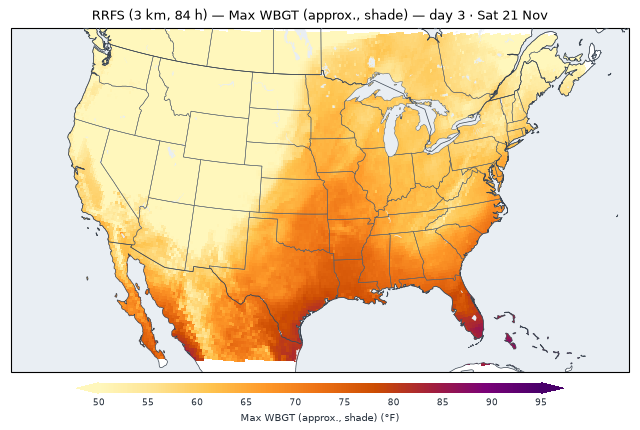 RRFS (3 km, 84 h) — Max WBGT (approx., shade) — day 3 · Sat 21 Nov
50 55 60 65 70 75 80 85 90 95
Max WBGT (approx., shade) (°F)